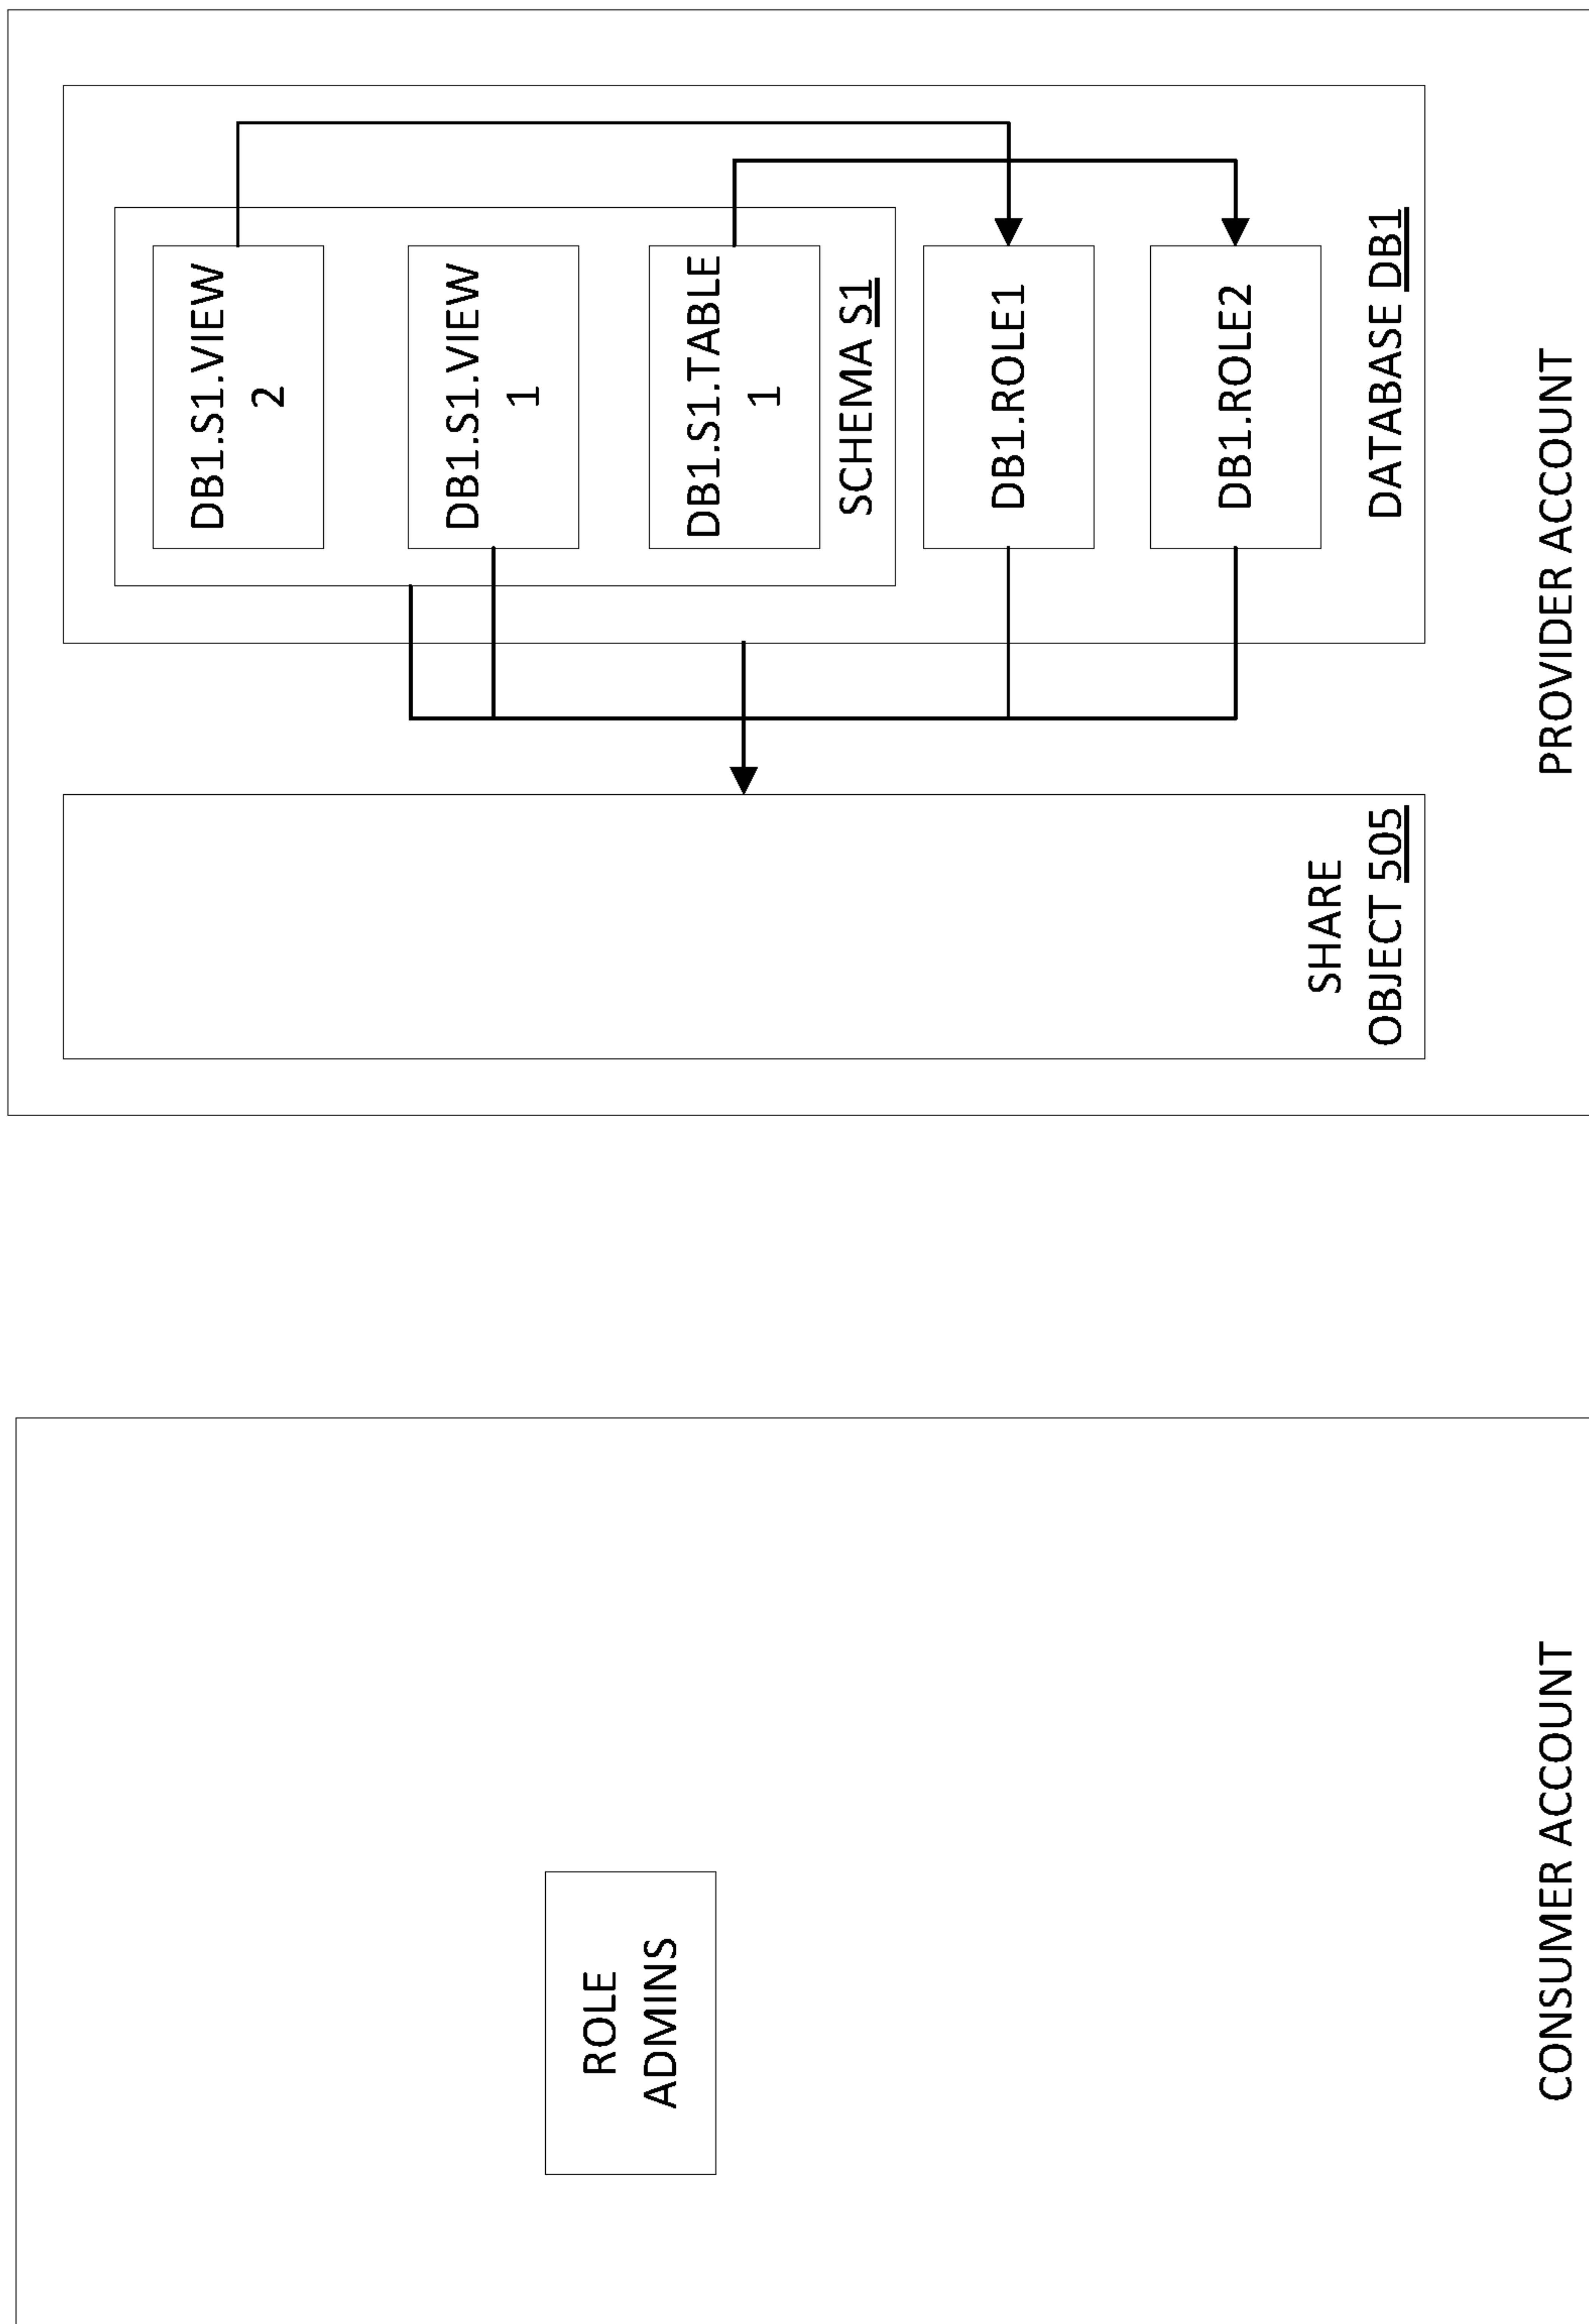 DB1.S1.VIEW
2
DB1.S1.VIEW
1
DB1.S1.TABLE
1
SCHEMA S1
DB1.ROLE1
DB1.ROLE2
DATABASE DB1
SHARE
OBJECT 505
PROVIDER ACCOUNT
ROLE
ADMINS
CONSUMER ACCOUNT